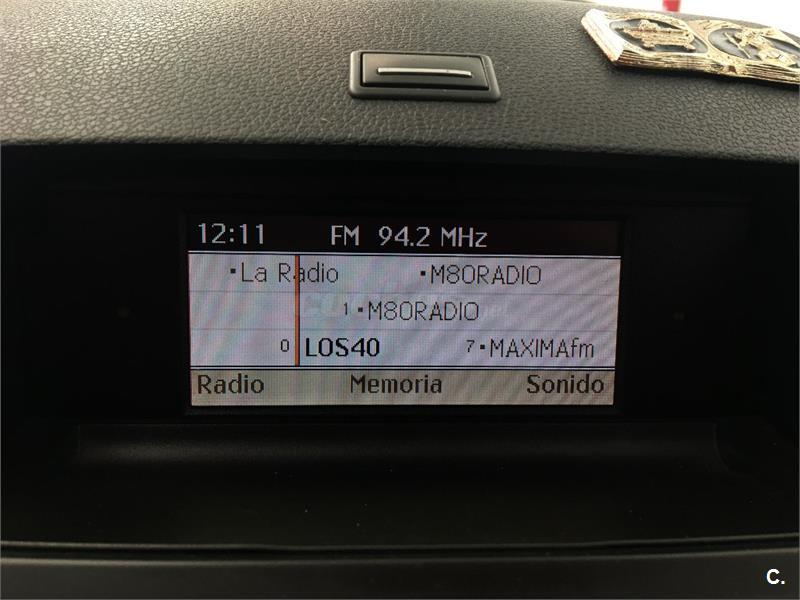 12:11 FM 94.2 MHz
▪La Radio ▪M80RADIO
1 ▪M80RADIO
0 LOS40 7▪MAXIMAfm
Radio Memoria Sonido
C.